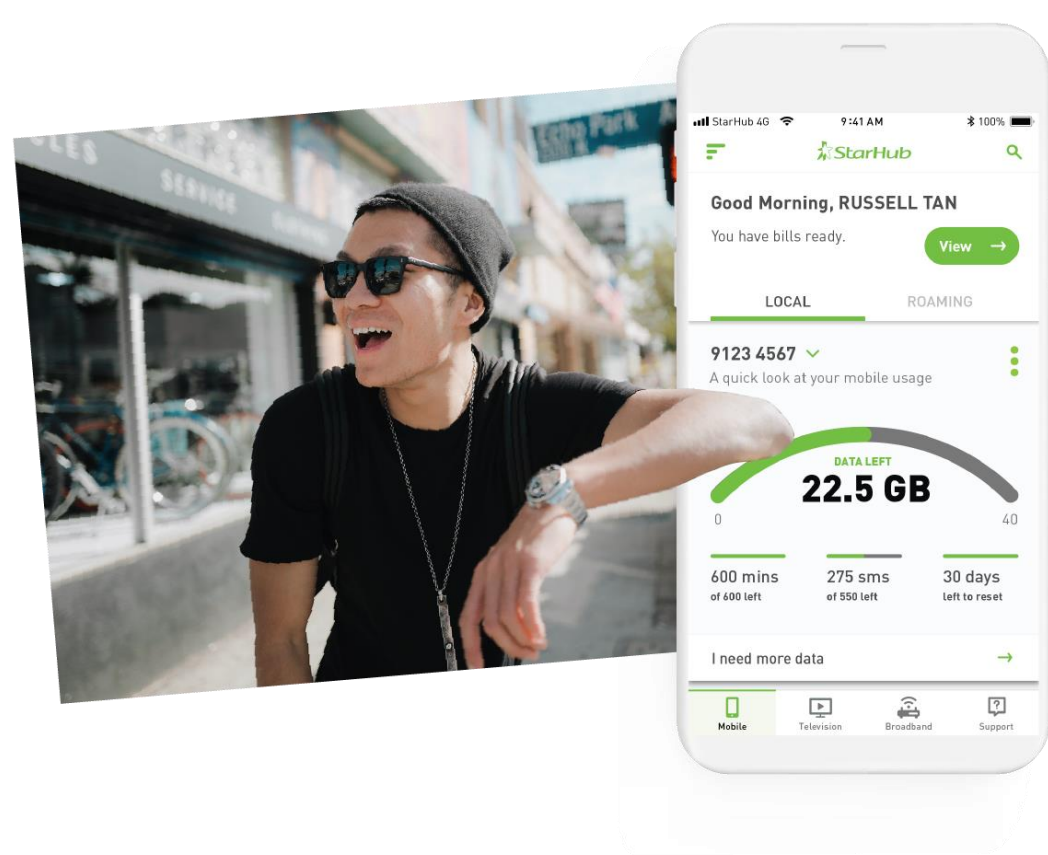 SERVICE
Echo Park A
StarHub 4G 9:41 AM 100%
StarHub
Good Morning, RUSSELL TAN
You have bills ready.
View →
LOCAL ROAMING
9123 4567
A quick look at your mobile usage
DATA LEFT
22.5 GB
0 40
600 mins 275 sms 30 days
of 600 left of 550 left left to reset
I need more data →
Mobile Television Broadband Support